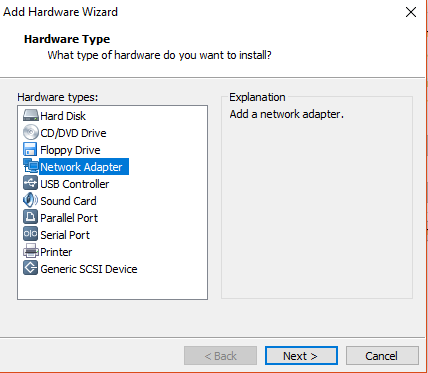 Add Hardware Wizard
Hardware Type
What type of hardware do you want to install?
Hardware types:
Hard Disk
CD/DVD Drive
Floppy Drive
Network Adapter
USB Controller
Sound Card
Parallel Port
Serial Port
Printer
Generic SCSI Device
Explanation
Add a network adapter.
< Back
Next >
Cancel